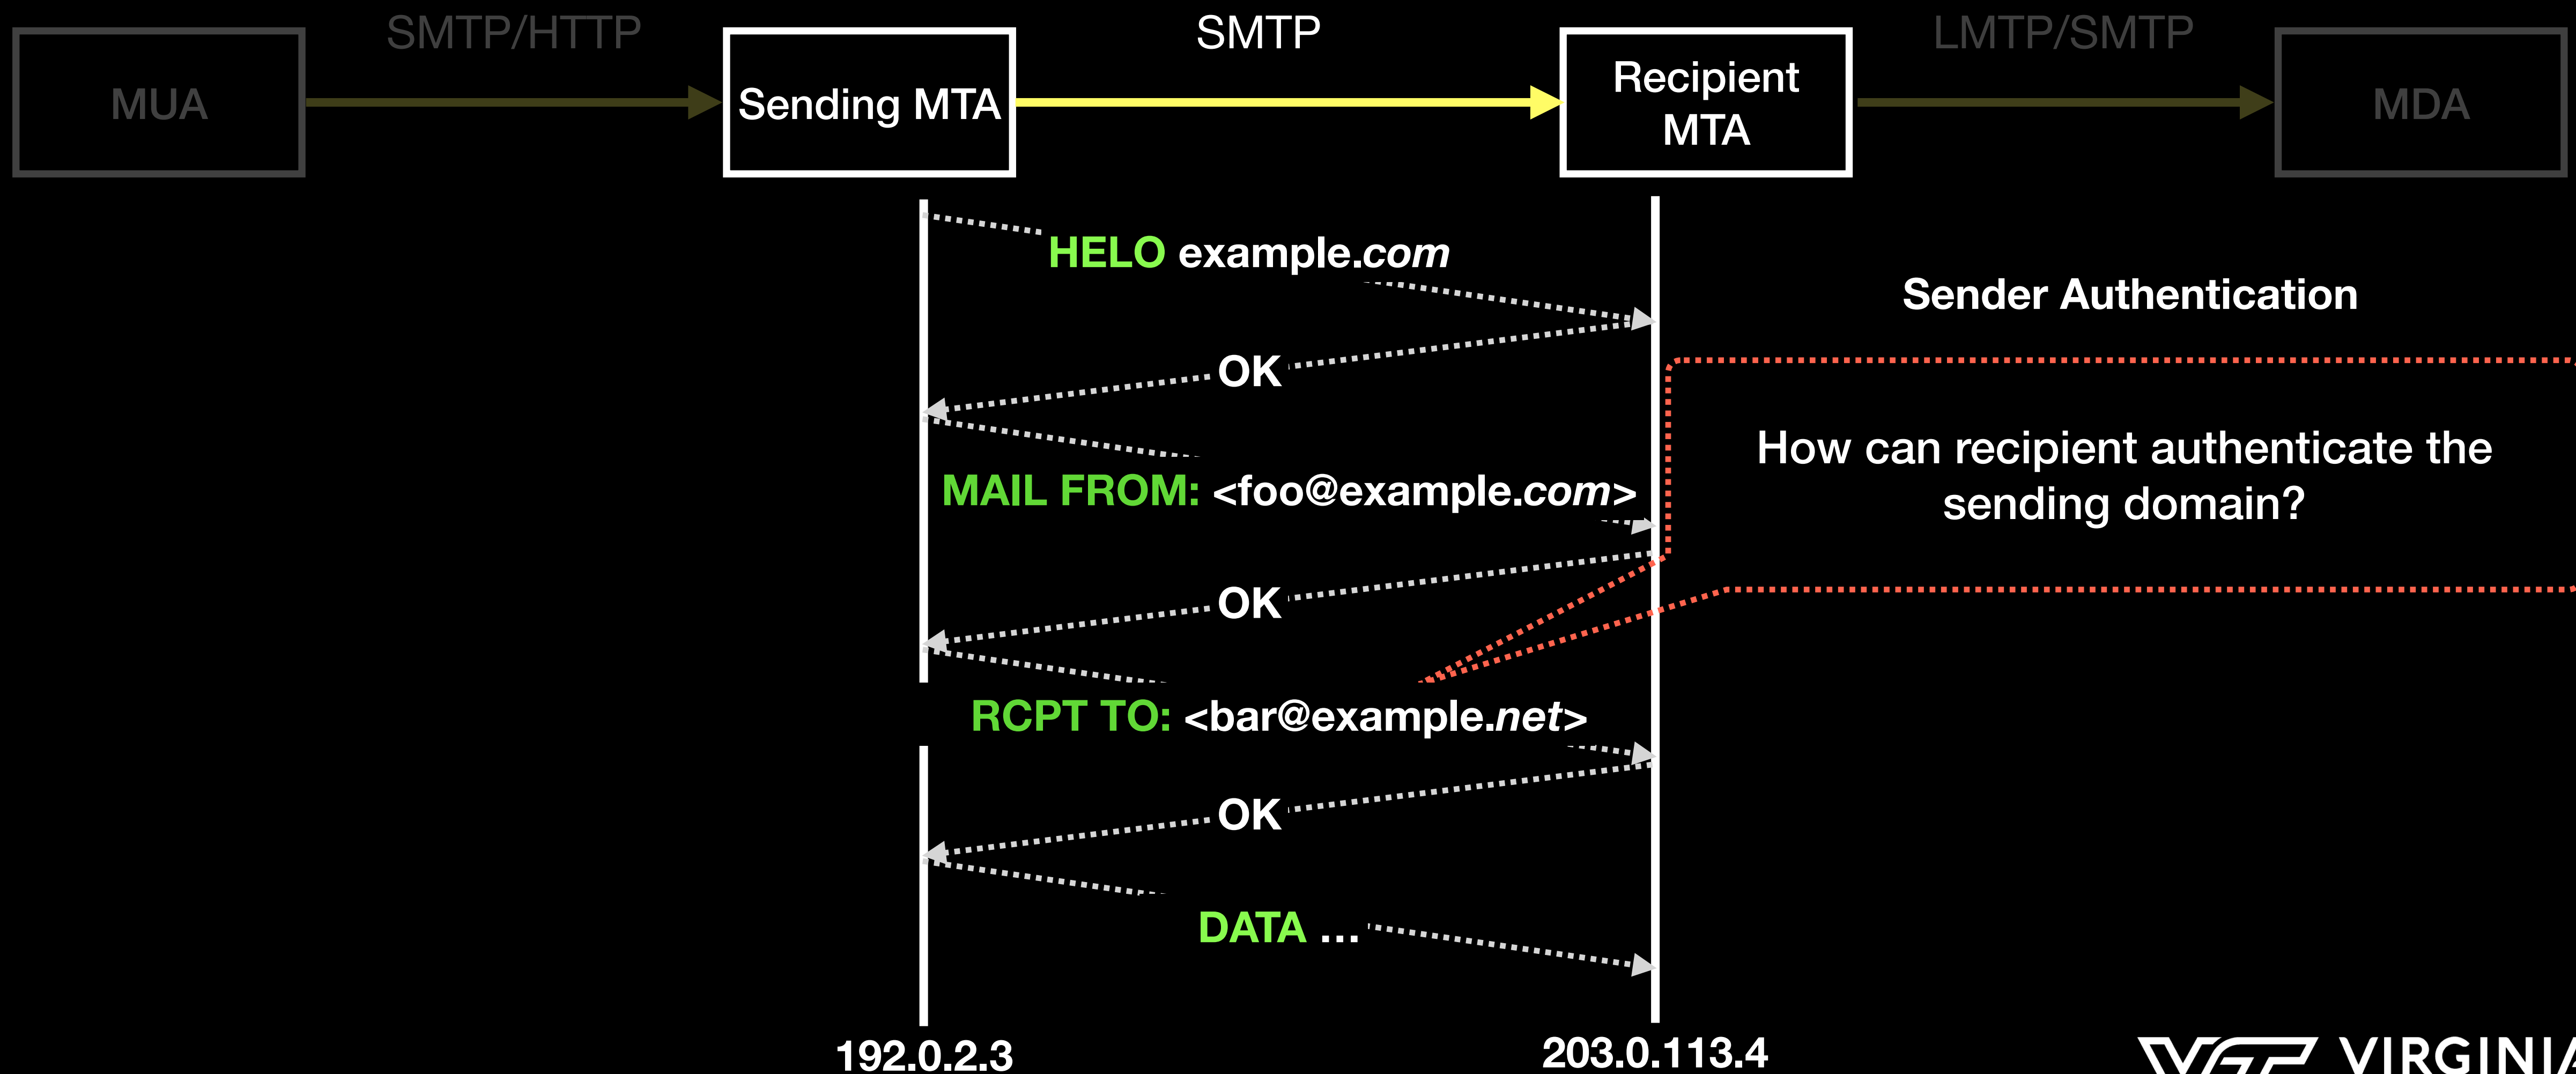 SMTP/HTTP
SMTP
LMTP/SMTP
MUA
Sending MTA
Recipient
MTA
MDA
HELO example.com
Sender Authentication
OK
How can recipient authenticate the
sending domain?
MAIL FROM: <foo@example.com>
OK
RCPT TO: <bar@example.net>
OK
DATA ...
192.0.2.3
203.0.113.4
VT